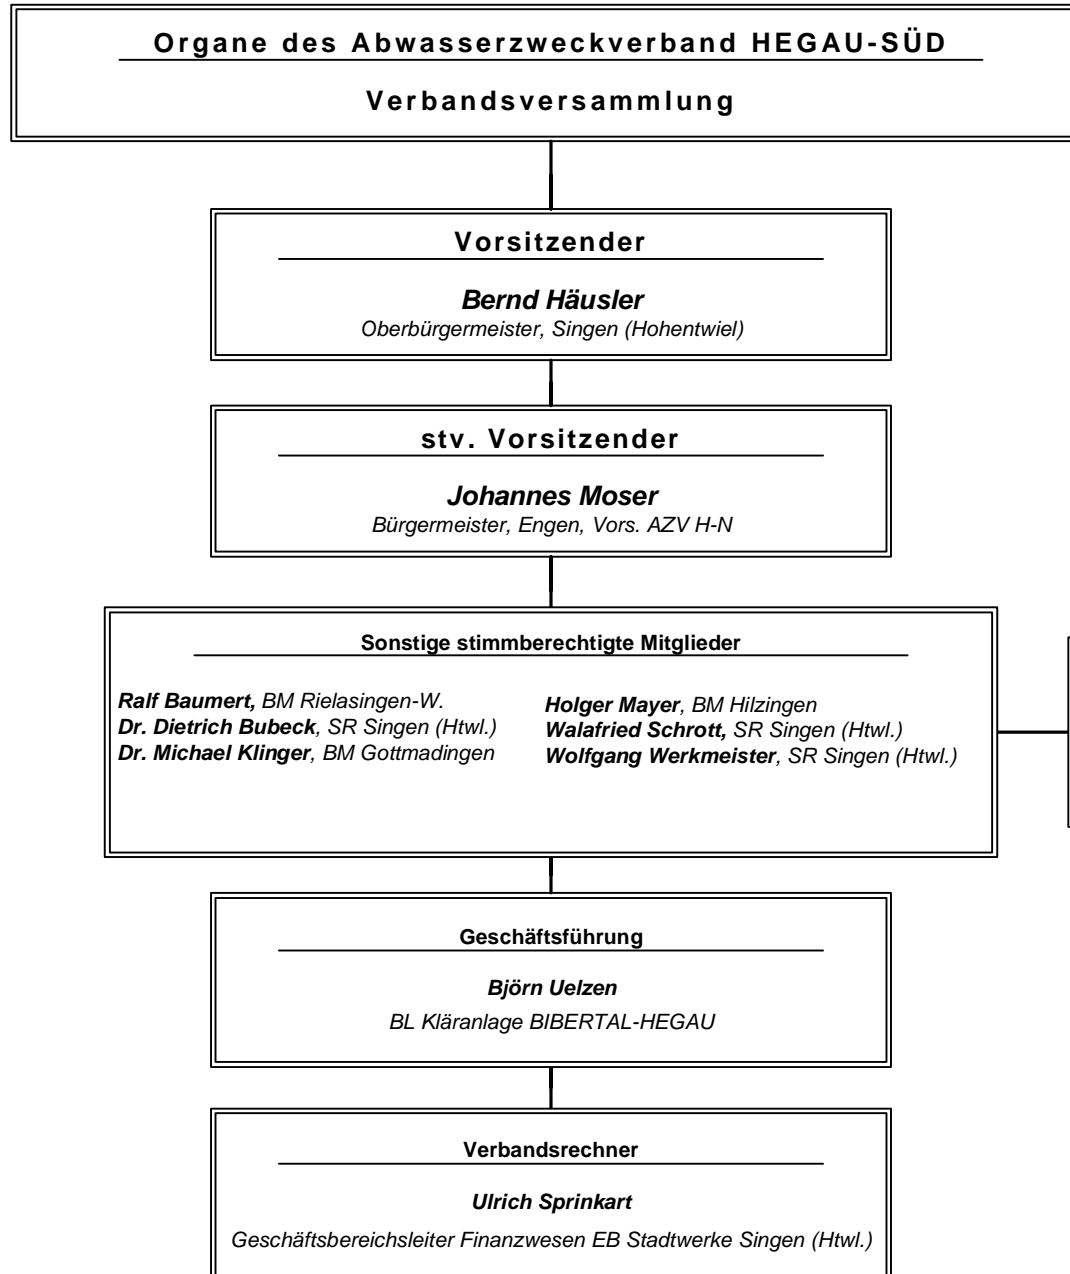 Organe des Abwasserzweckverband HEGAU-SÜD
Verbandsversammlung
Vorsitzender
Bernd Häusler
Oberbürgermeister, Singen (Hohentwiel)
stv. Vorsitzender
Johannes Moser
Bürgermeister, Engen, Vors. AZV H-N
Sonstige stimmberechtigte Mitglieder
Ralf Baumert, BM Rielasingen-W.
Dr. Dietrich Bubeck, SR Singen (Htwl.)
Dr. Michael Klinger, BM Gottmadingen
Holger Mayer, BM Hilzingen
Walafried Schrott, SR Singen (Htwl.)
Wolfgang Werkmeister, SR Singen (Htwl.)
Geschäftsführung
Björn Uelzen
BL Kläranlage BIBERTAL-HEGAU
Verbandsrechner
Ulrich Sprinkart
Geschäftsbereichsleiter Finanzwesen EB Stadtwerke Singen (Htwl.)